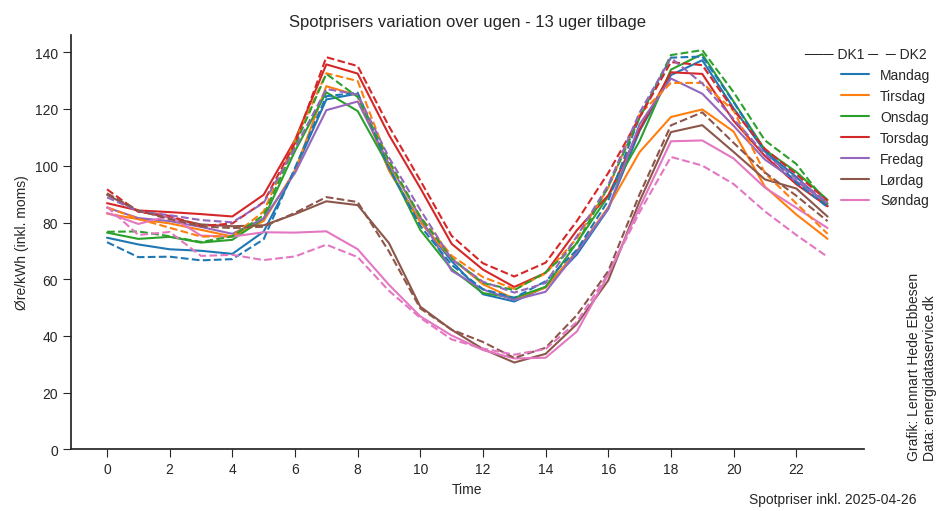 Spotprisers variation over ugen - 13 uger tilbage
DK1 DK2
Mandag
Tirsdag
Onsdag
Torsdag
Fredag
Lørdag
Søndag
Øre/kWh (inkl. moms)
140
120
100
80
60
40
20
0
0 2 4 6 8 10 12 14 16 18 20 22
Time
Grafik: Lennart Hede Ebbesen
Data: energidataservice.dk
Spotpriser inkl. 2025-04-26